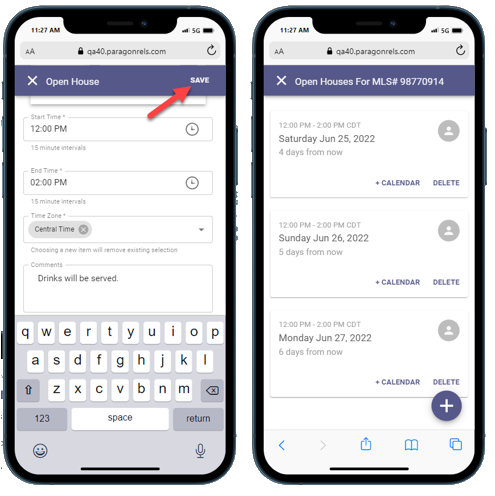 11:27 AM
5G
AA
qa40.paragonrels.com
Open House
SAVE
Start Time *
12:00 PM
15 minute intervals
End Time *
02:00 PM
15 minute intervals
Time Zone *
Central Time
Choosing a new item will remove existing selection
Comments
Drinks will be served.
q w e r t y u i o p
a s d f g h j k l
z x c v b n m
123
space
return
11:27 AM
5G
AA
qa40.paragonrels.com
Open Houses For MLS# 98770914
12:00 PM - 2:00 PM CDT
Saturday Jun 25, 2022
4 days from now
+ CALENDAR DELETE
12:00 PM - 2:00 PM CDT
Sunday Jun 26, 2022
5 days from now
+ CALENDAR DELETE
12:00 PM - 2:00 PM CDT
Monday Jun 27, 2022
6 days from now
+ CALENDAR DELETE